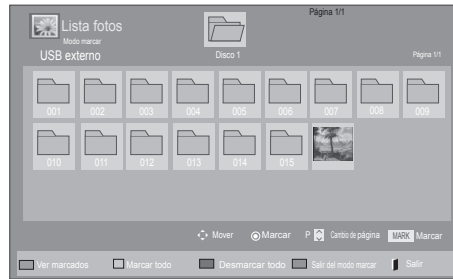 Página 1/1
Lista fotos
Modo marcar
USB externo
Disco 1
Página 1/1
001 002 003 004 005 006 007 008 009
010 011 012 013 014 015
Mover Marcar P Cambio de página MARK Marcar
Ver marcados Marcar todo Desmarcar todo Salir del modo marcar Salir